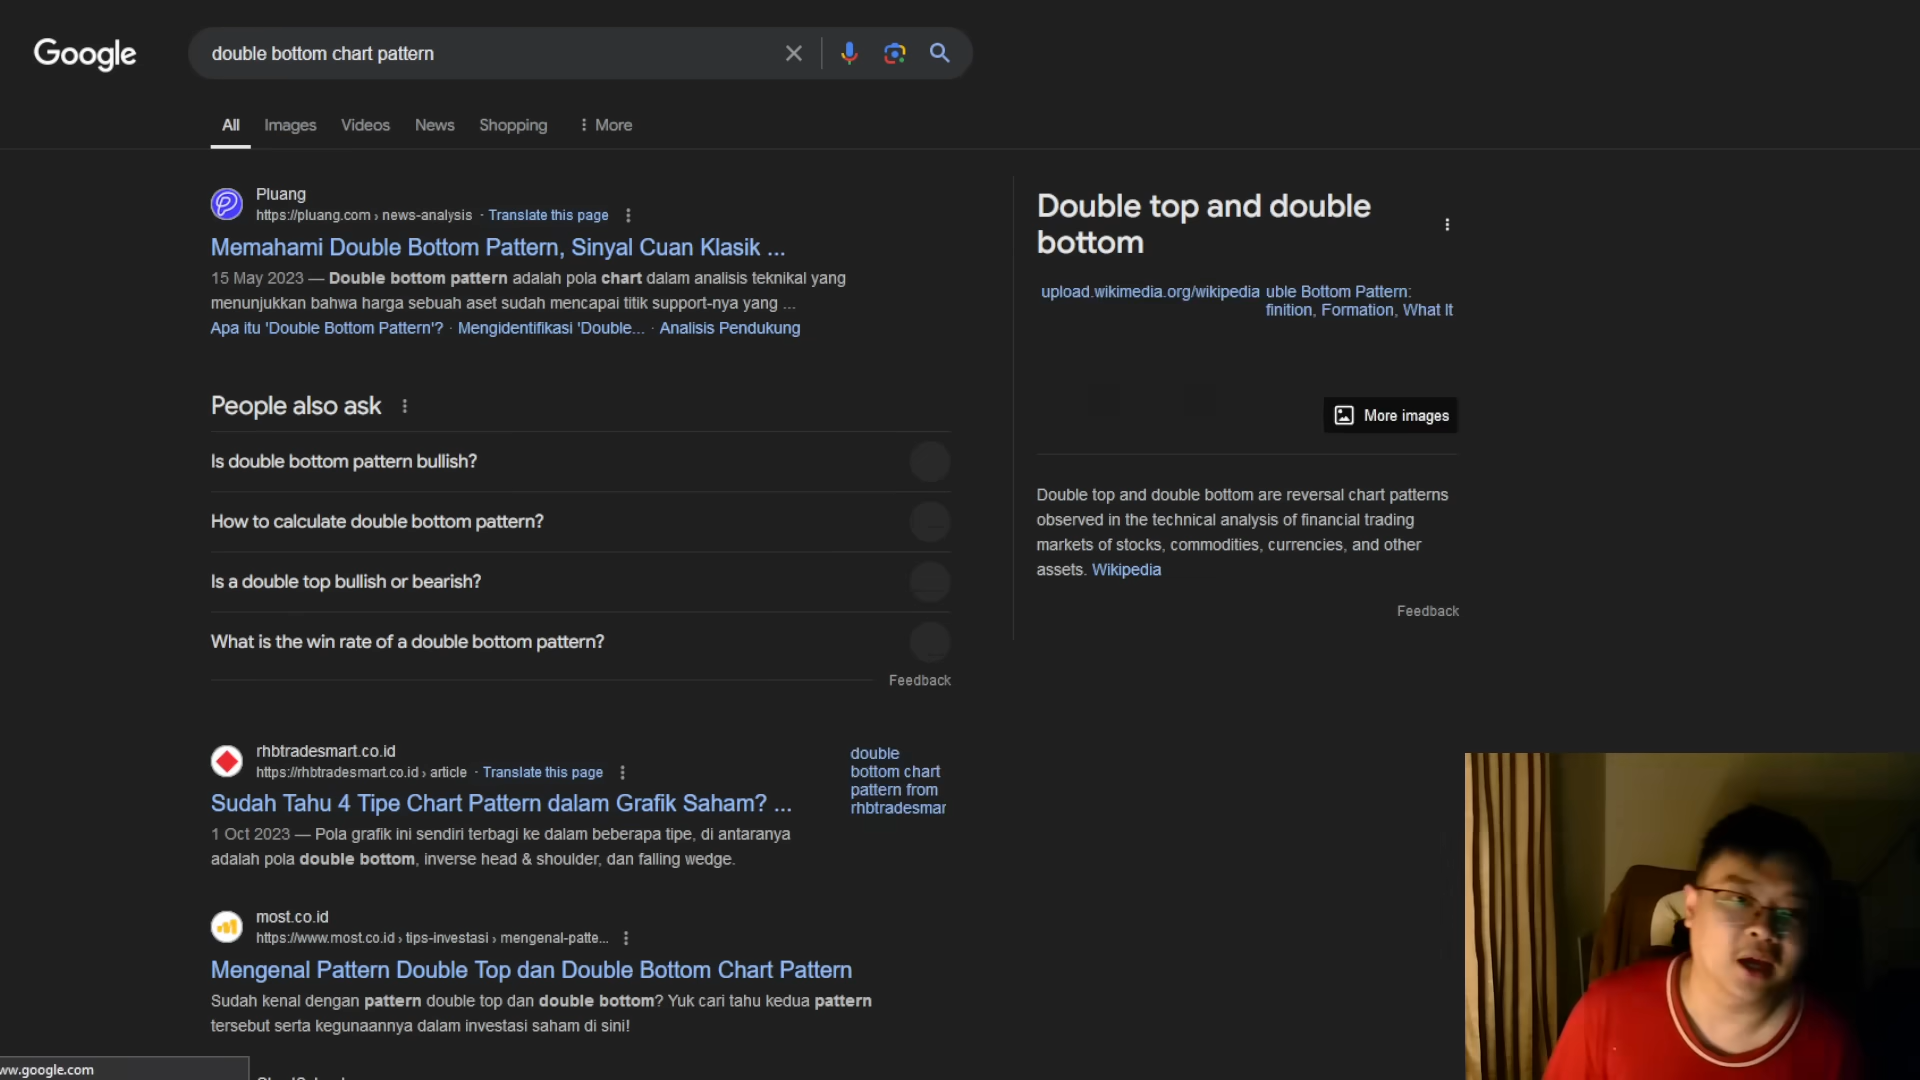 Google
double bottom chart pattern
All Images Videos News Shopping More
Pluang
https://pluang.com › news-analysis · Translate this page
Memahami Double Bottom Pattern, Sinyal Cuan Klasik ...
15 May 2023 — Double bottom pattern adalah pola chart dalam analisis teknikal yang
menunjukkan bahwa harga sebuah aset sudah mencapai titik support-nya yang ...
Apa itu 'Double Bottom Pattern'? · Mengidentifikasi 'Double... · Analisis Pendukung
People also ask
Is double bottom pattern bullish?
How to calculate double bottom pattern?
Is a double top bullish or bearish?
What is the win rate of a double bottom pattern?
Feedback
rhbtradesmart.co.id
https://rhbtradesmart.co.id › article · Translate this page
Sudah Tahu 4 Tipe Chart Pattern dalam Grafik Saham? ...
1 Oct 2023 — Pola grafik ini sendiri terbagi ke dalam beberapa tipe, di antaranya
adalah pola double bottom, inverse head & shoulder, dan falling wedge.
double
bottom chart
pattern from
rhbtradesmar
most.co.id
https://www.most.co.id › tips-investasi › mengenal-patte...
Mengenal Pattern Double Top dan Double Bottom Chart Pattern
Sudah kenal dengan pattern double top dan double bottom? Yuk cari tahu kedua pattern
tersebut serta kegunaannya dalam investasi saham di sini!
ww.google.com
Double top and double
bottom
upload.wikimedia.org/wikipedia
uble Bottom Pattern:
finition, Formation, What It
More images
Double top and double bottom are reversal chart patterns
observed in the technical analysis of financial trading
markets of stocks, commodities, currencies, and other
assets. Wikipedia
Feedback